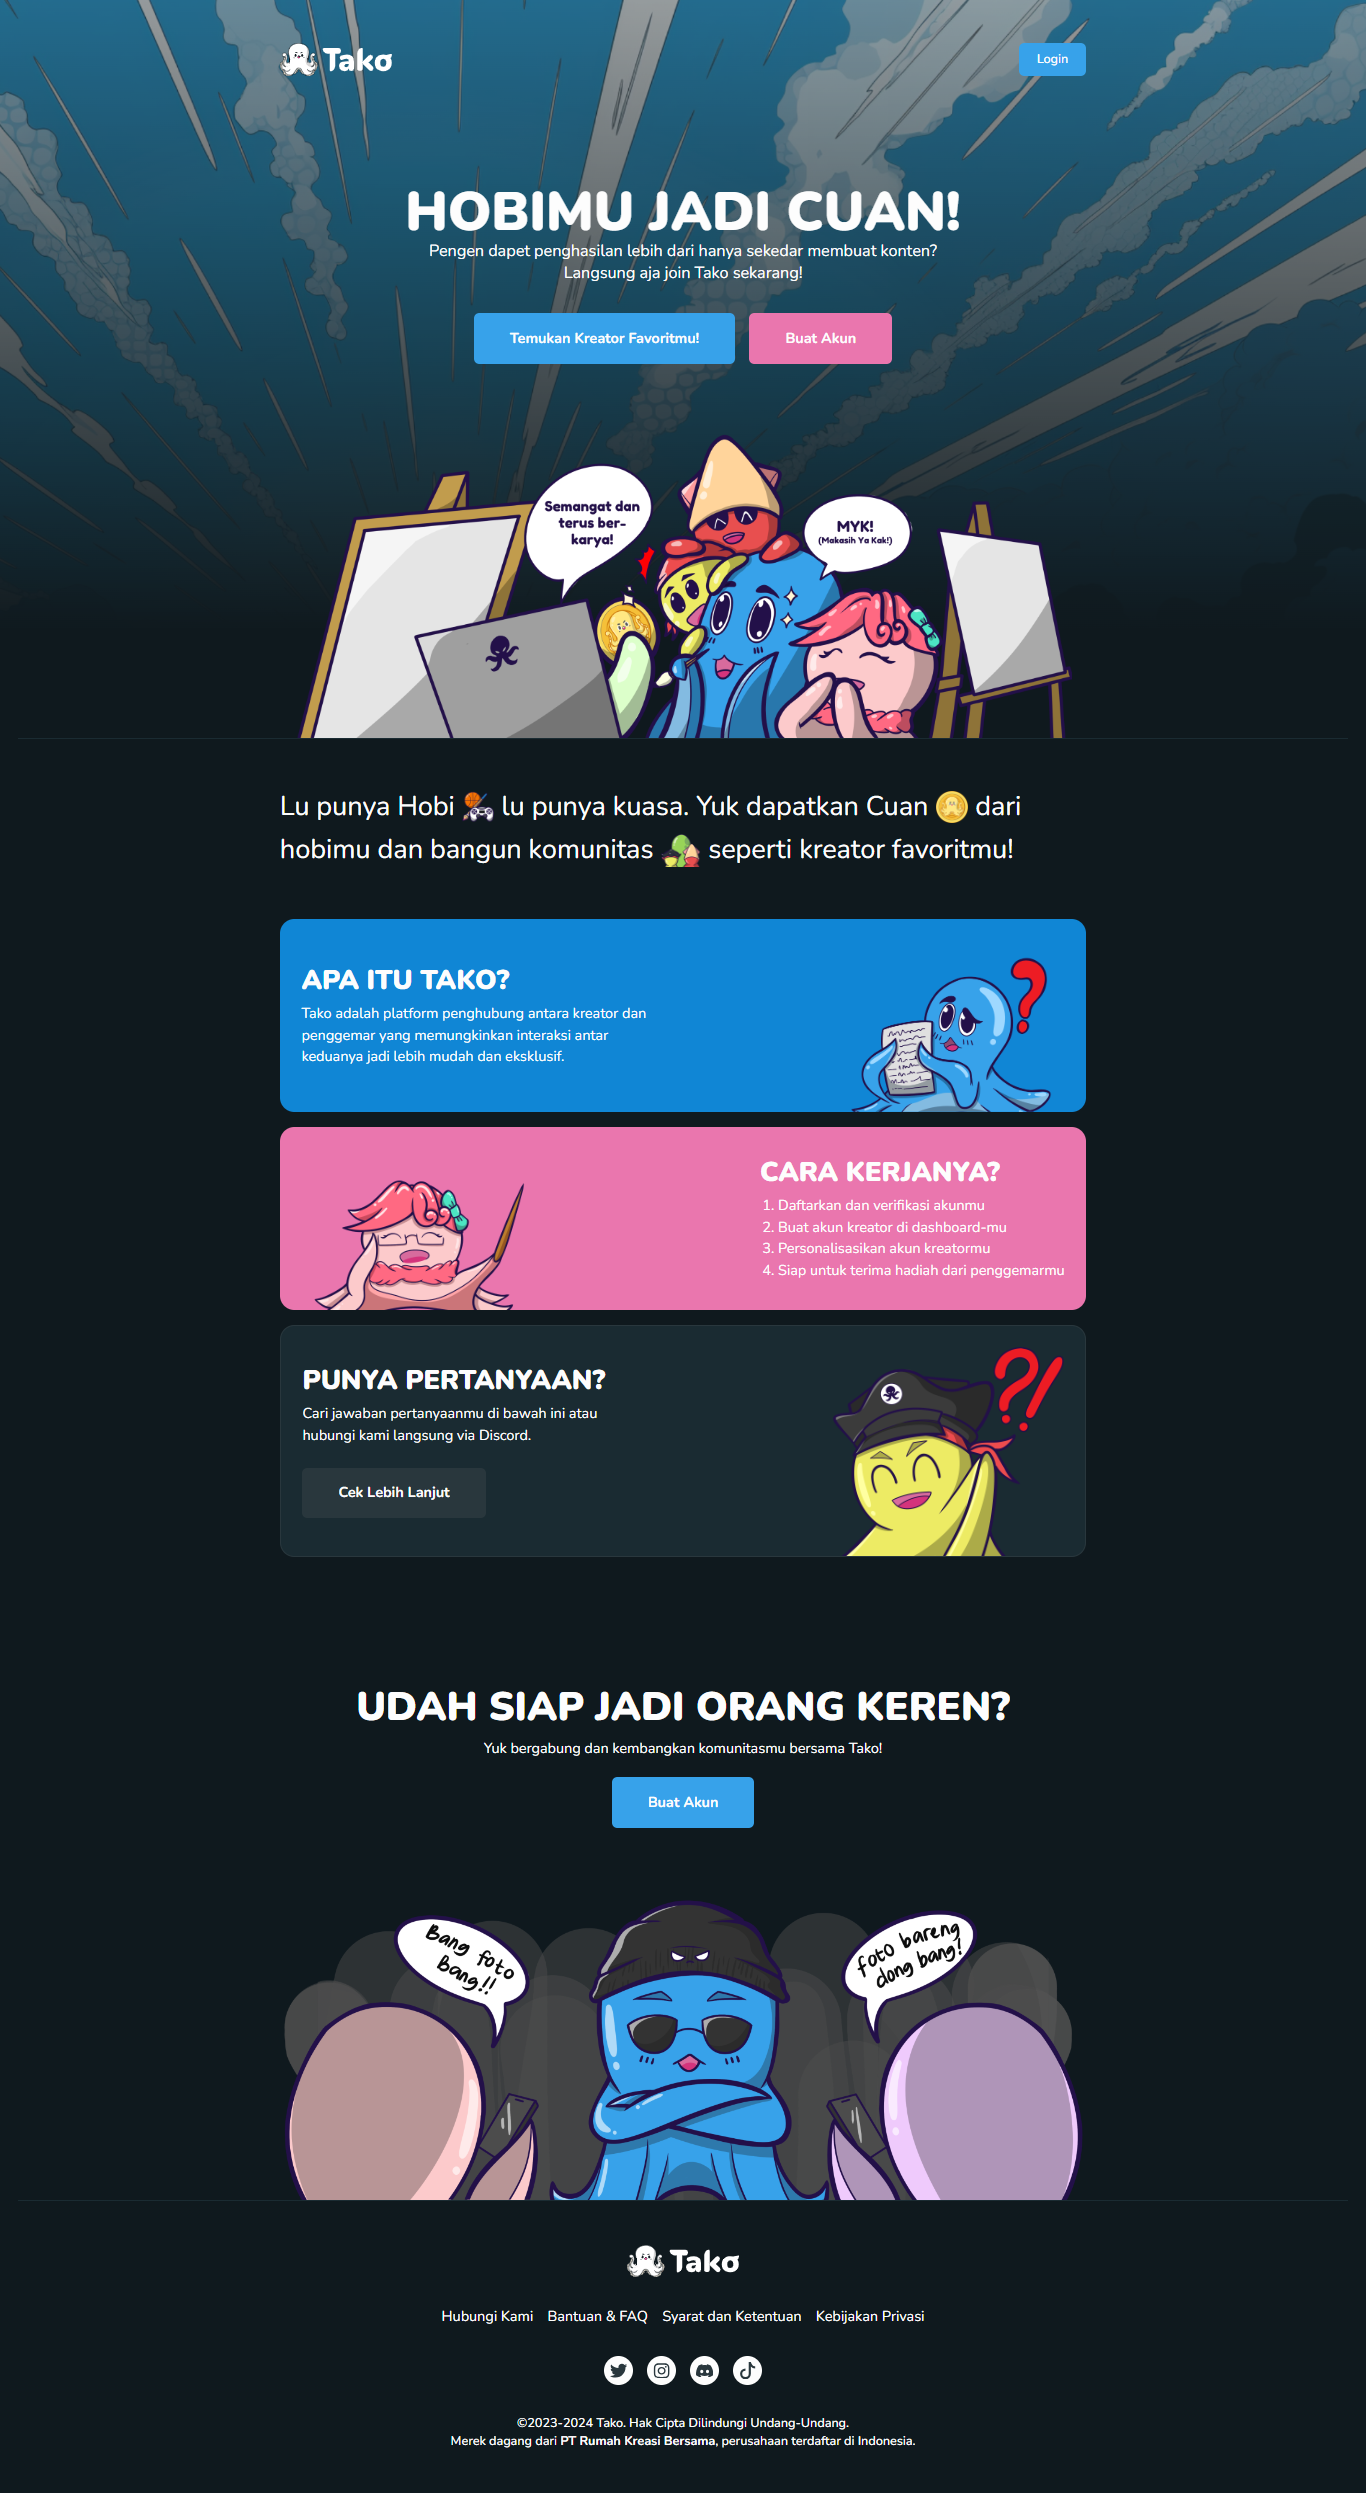 Tako
Login
HOBIMU JADI CUAN!
Pengen dapet penghasilan lebih dari hanya sekedar membuat konten?
Langsung aja join Tako sekarang!
Temukan Kreator Favoritmu!
Buat Akun
Semangat dan
terus ber-
karya!
MYK!
(Makasih Ya Kak!)
Lu punya Hobi lu punya kuasa. Yuk dapatkan Cuan dari
hobimu dan bangun komunitas seperti kreator favoritmu!
APA ITU TAKO?
Tako adalah platform penghubung antara kreator dan
penggemar yang memungkinkan interaksi antar
keduanya jadi lebih mudah dan eksklusif.
?
CARA KERJANYA?
1. Daftarkan dan verifikasi akunmu
2. Buat akun kreator di dashboard-mu
3. Personalisasikan akun kreatormu
4. Siap untuk terima hadiah dari penggemarmu
PUNYA PERTANYAAN?
Cari jawaban pertanyaanmu di bawah ini atau
hubungi kami langsung via Discord.
Cek Lebih Lanjut
?!
UDAH SIAP JADI ORANG KEREN?
Yuk bergabung dan kembangkan komunitasmu bersama Tako!
Buat Akun
Bang foto
bang!!
foto bareng
dong bang!
Tako
Hubungi Kami
Bantuan & FAQ
Syarat dan Ketentuan
Kebijakan Privasi
©2023-2024 Tako. Hak Cipta Dilindungi Undang-Undang.
Merek dagang dari PT Rumah Kreasi Bersama, perusahaan terdaftar di Indonesia.